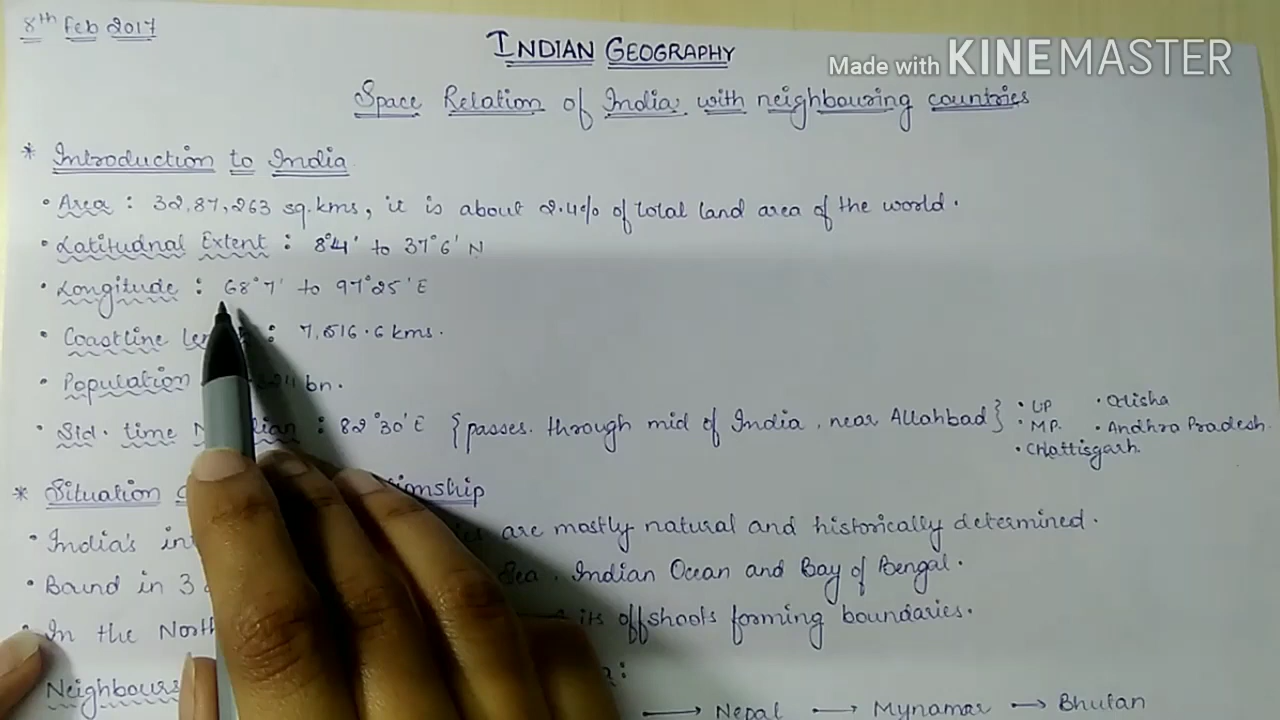 8th Feb 2017
INDIAN GEOGRAPHY
Made with KINEMASTER
Space Relation of India with neighbouring countries
* Introduction to India
• Area : 32,87,263 sq.kms, it is about 2.4% of total land area of the world.
• Latitudnal Extent : 8°4' to 37°6' N
• Longitude : 68°7' to 97°25' E
• Coastline : 7,516.6 kms.
• Population bn.
• Std. time : 82°30'E {passes through mid of India, near Allahbad} • UP • Odisha
• MP. • Andhra Pradesh.
• CHattisgarh.
* Situation
• India's are mostly natural and historically determined.
• Bound in 3 Sea, Indian Ocean and Bay of Bengal.
• In the North its offshoots forming boundaries.
Neighbours :
→ Nepal → Mynamar → Bhutan